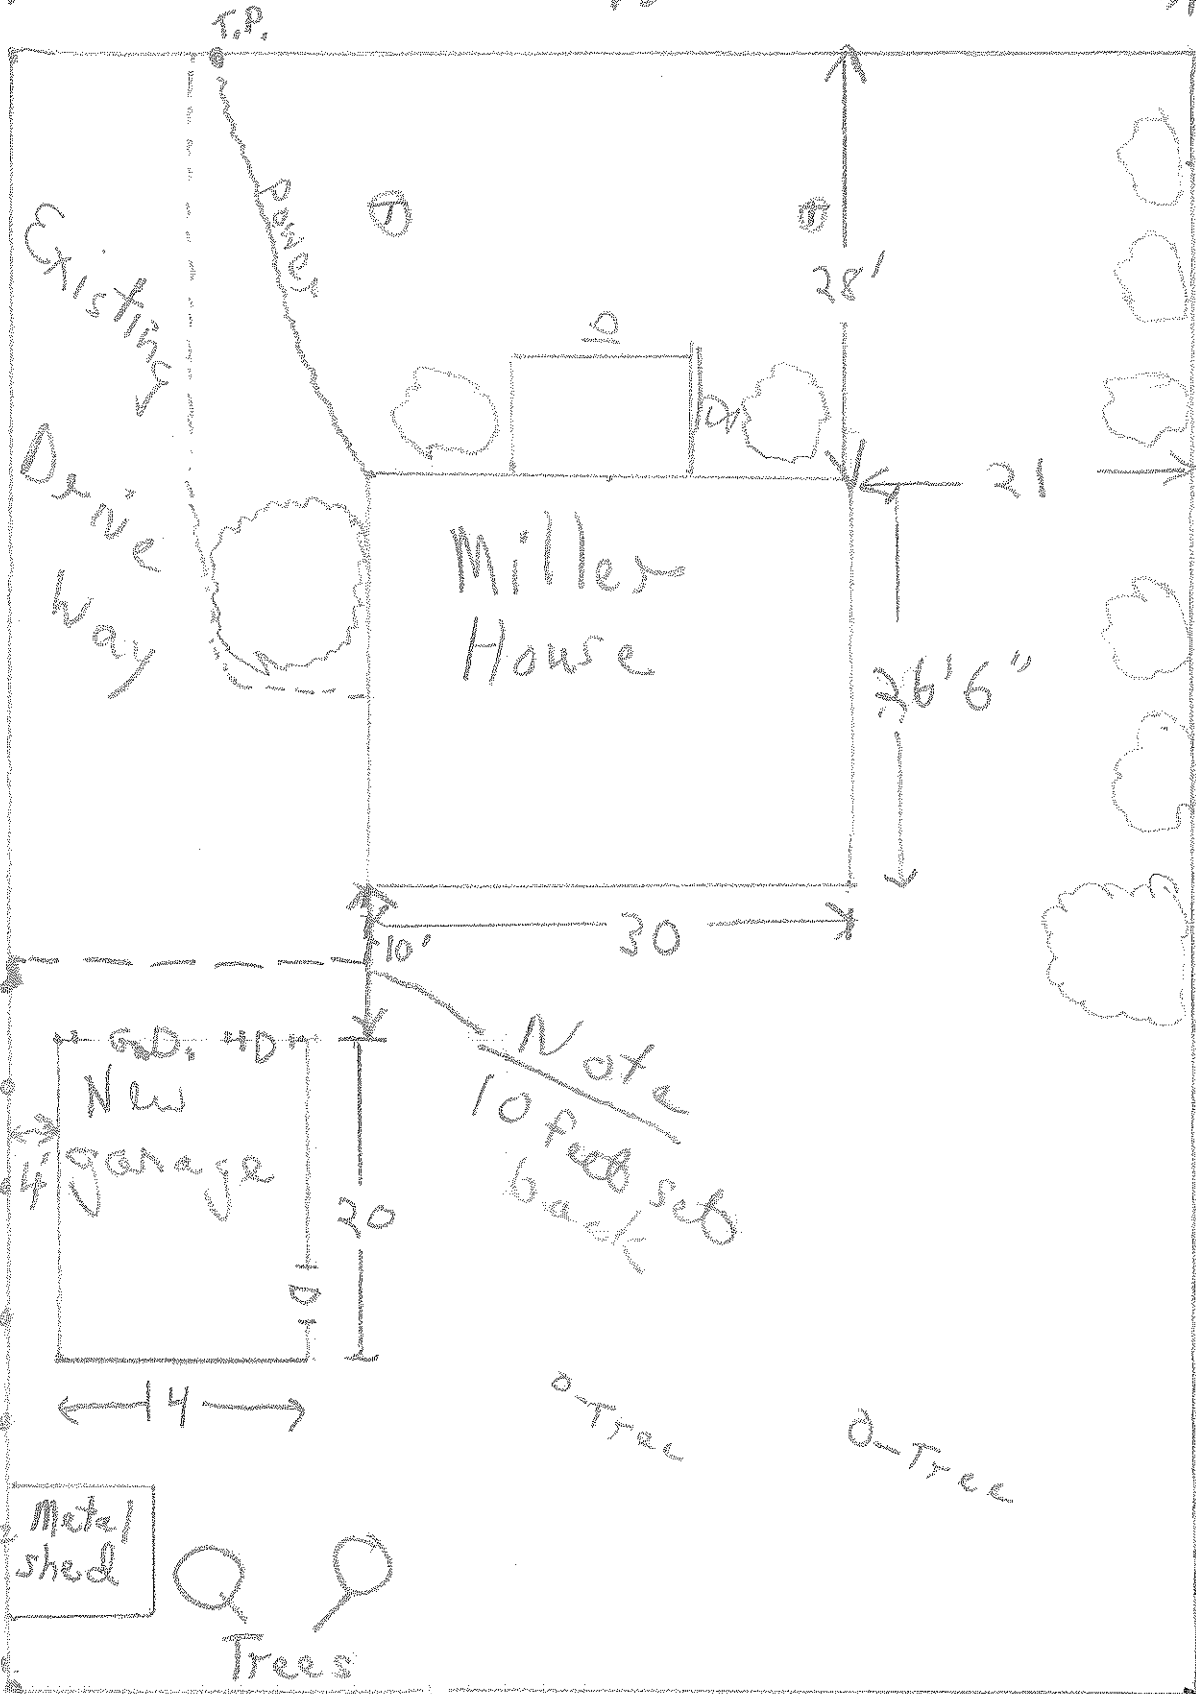 T.P.
Power
T
T
28'
Existing
Drive
Way
D
D
21
Miller
House
26'6"
30
10'
Note
10 feet set
back
G.D.
D
New
garage
4'
20
D
14
Tree
Tree
Metal
shed
Trees